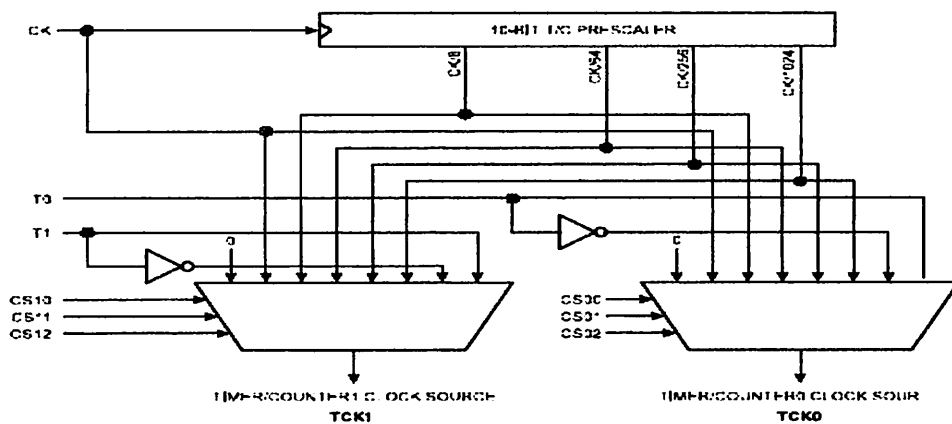 CK
10-BIT T/C PRESCALER
CK/8
CK/64
CK/256
CK/1024
T0
T1
0
0
CS10
CS11
CS12
CS00
CS01
CS02
TIMER/COUNTER1 CLOCK SOURCE
TCK1
TIMER/COUNTER0 CLOCK SOUR
TCK0